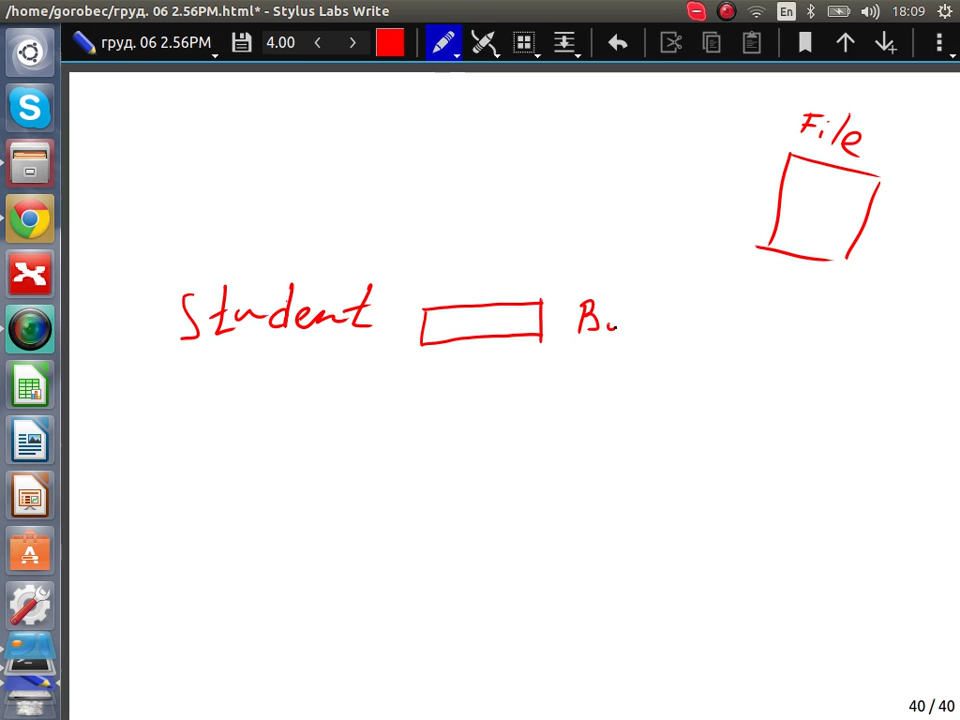 /home/gorobec/груд. 06 2.56PM.html* - Stylus Labs Write
En
18:09
груд. 06 2.56PM
4.00
File
Student
Bu
40 / 40